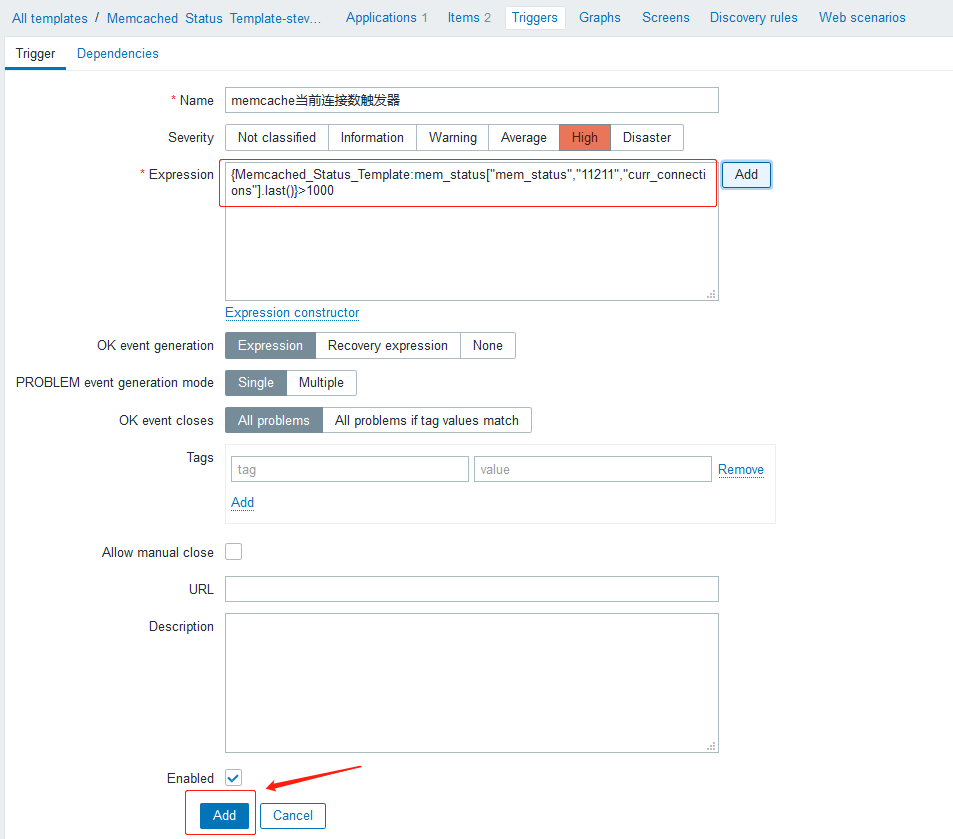 All templates / Memcached Status Template-stev... Applications 1 Items 2 Triggers Graphs Screens Discovery rules Web scenarios
Trigger Dependencies
* Name memcache当前连接数触发器
Severity Not classified Information Warning Average High Disaster
* Expression {Memcached_Status_Template:mem_status["mem_status","11211","curr_connecti Add
ons"].last()}>1000
Expression constructor
OK event generation Expression Recovery expression None
PROBLEM event generation mode Single Multiple
OK event closes All problems All problems if tag values match
Tags tag value Remove
Add
Allow manual close
URL
Description
Enabled
Add Cancel